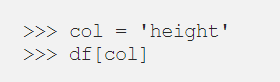 >>> col = 'height'
>>> df[col]